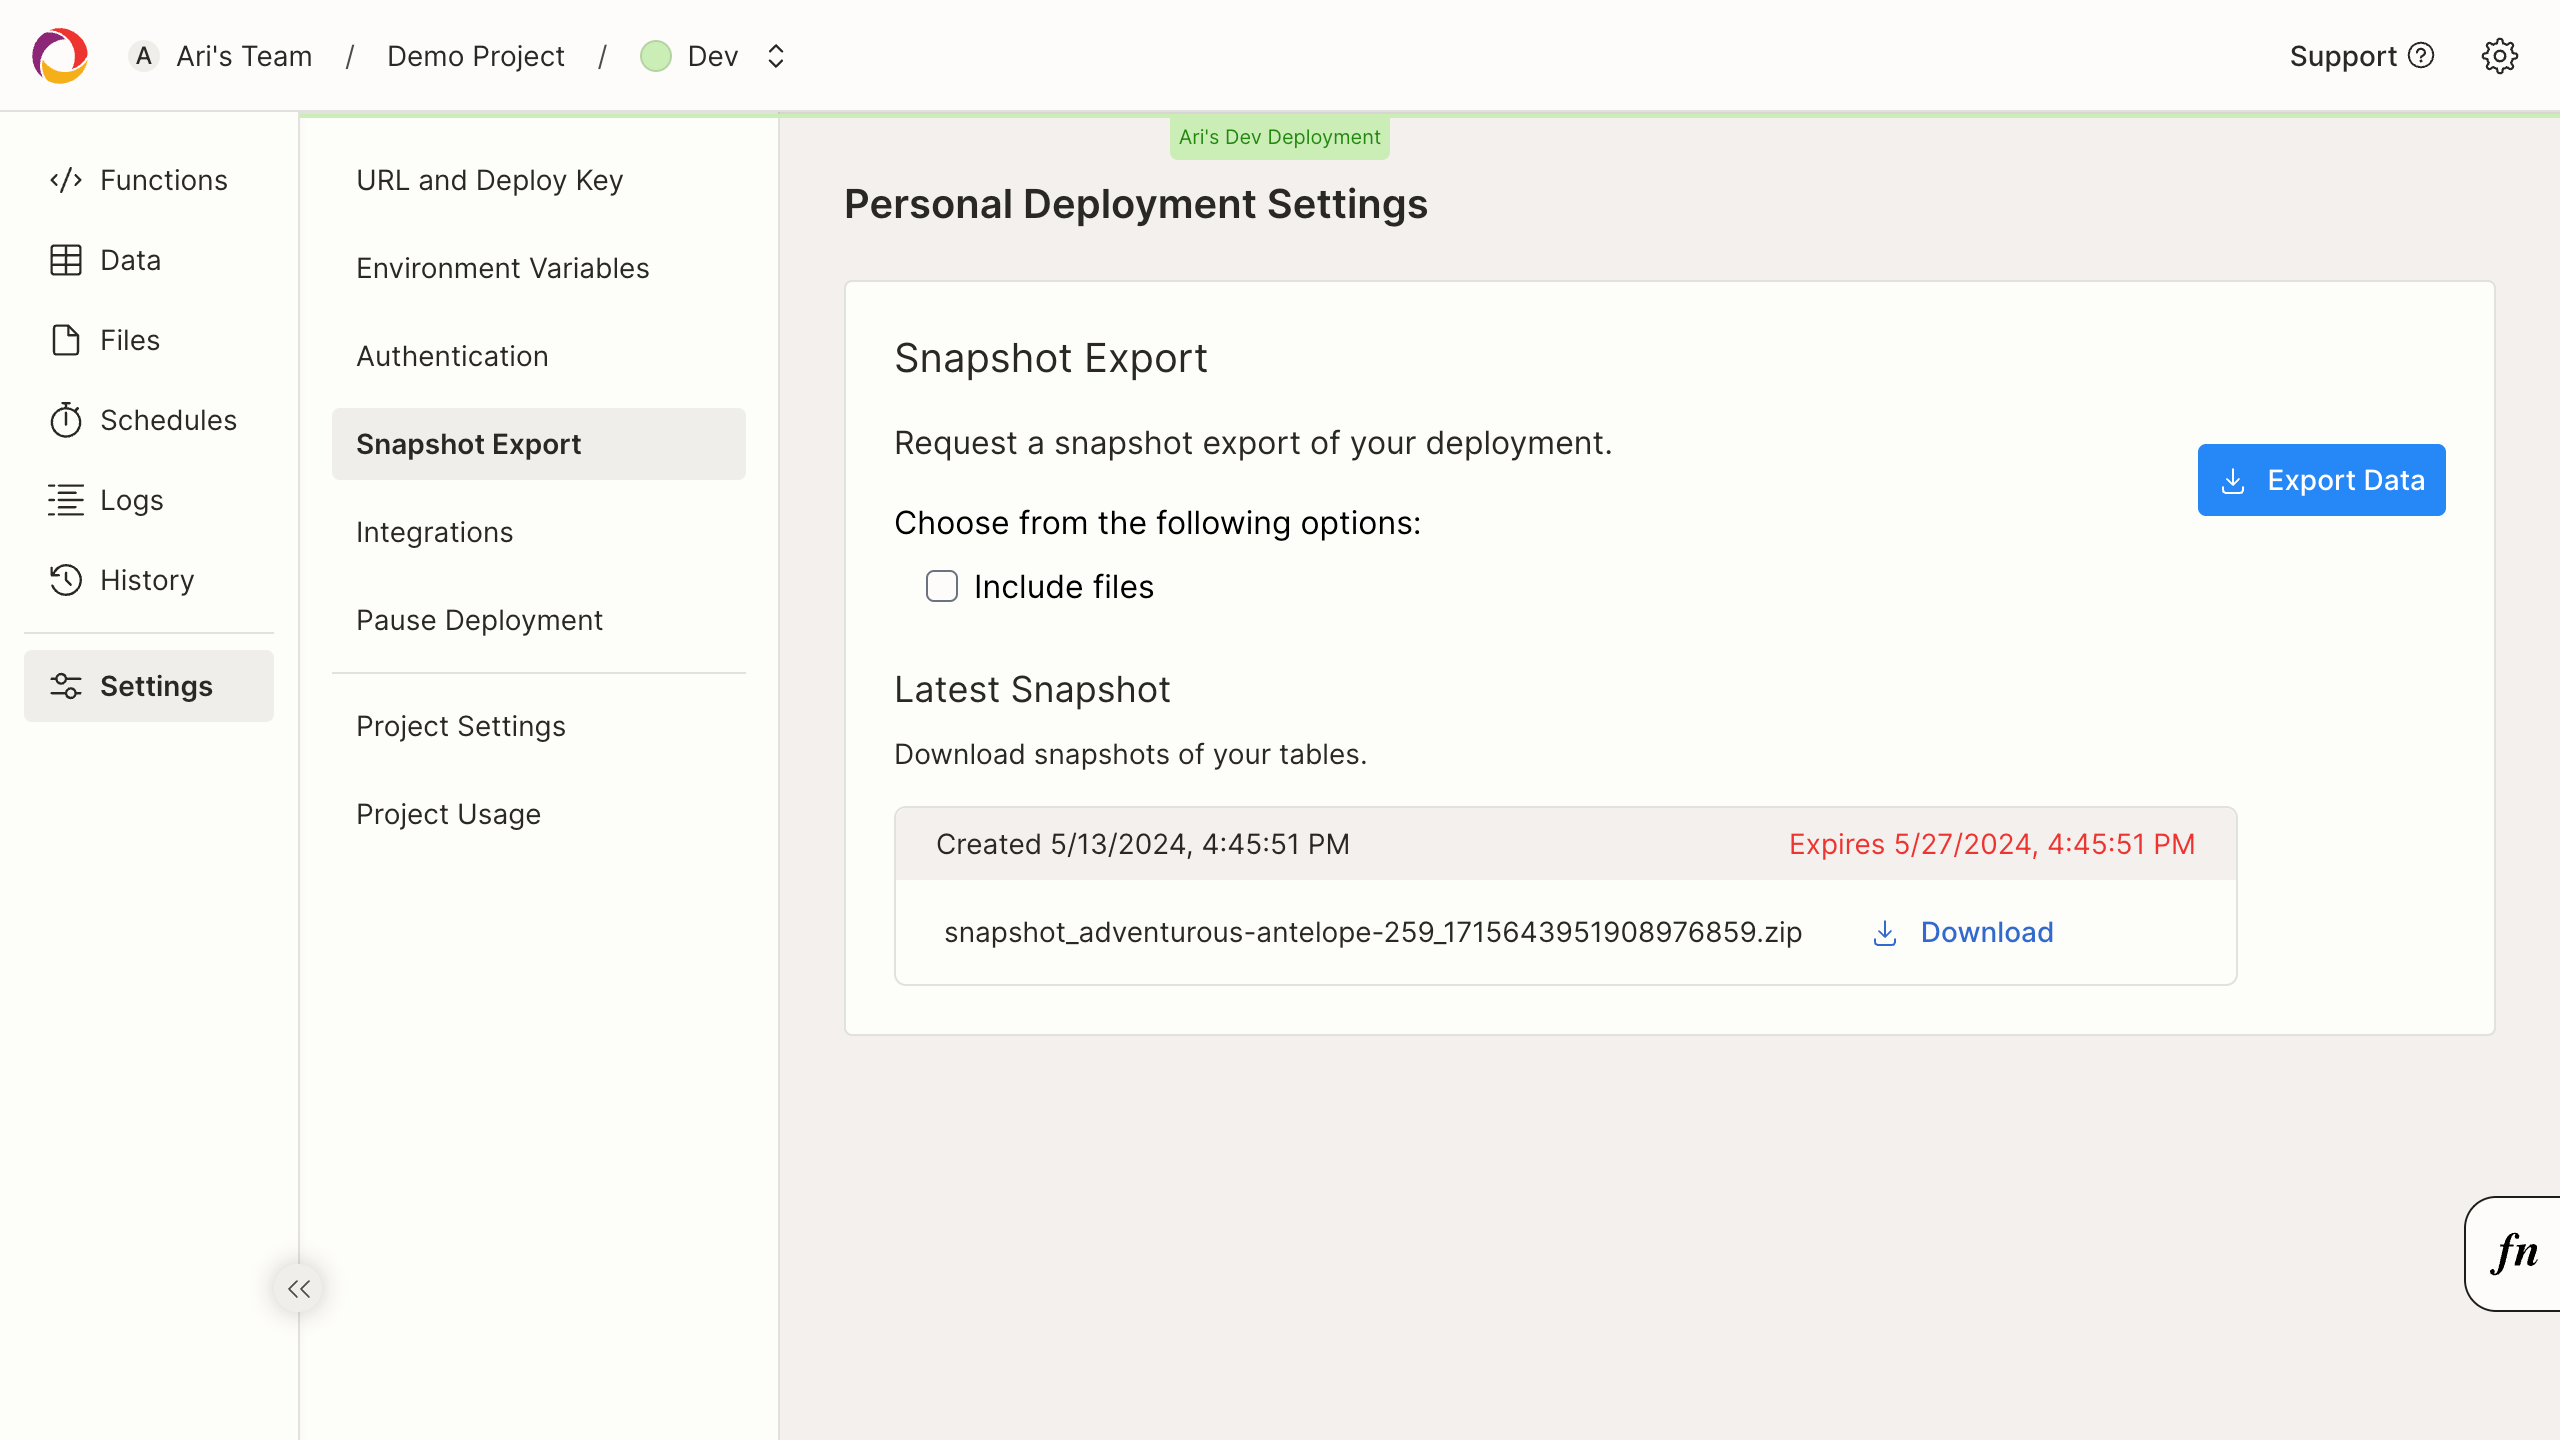 A Ari's Team / Demo Project / Dev
Support
Functions
Data
Files
Schedules
Logs
History
Settings
URL and Deploy Key
Environment Variables
Authentication
Snapshot Export
Integrations
Pause Deployment
Project Settings
Project Usage
Ari's Dev Deployment
Personal Deployment Settings
Snapshot Export
Request a snapshot export of your deployment.
Export Data
Choose from the following options:
Include files
Latest Snapshot
Download snapshots of your tables.
Created 5/13/2024, 4:45:51 PM Expires 5/27/2024, 4:45:51 PM
snapshot_adventurous-antelope-259_1715643951908976859.zip Download
fn